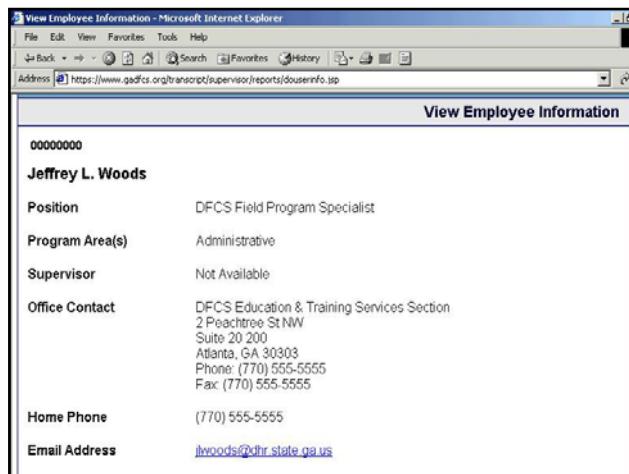 View Employee Information - Microsoft Internet Explorer
File Edit View Favorites Tools Help
Back Search Favorites History
Address https://www.gadfcs.org/transcript/supervisor/reports/douserinfo.jsp
View Employee Information
00000000
Jeffrey L. Woods
Position DFCS Field Program Specialist
Program Area(s) Administrative
Supervisor Not Available
Office Contact DFCS Education & Training Services Section
2 Peachtree St NW
Suite 20 200
Atlanta, GA 30303
Phone: (770) 555-5555
Fax: (770) 555-5555
Home Phone (770) 555-5555
Email Address jlwoods@dhr.state.ga.us